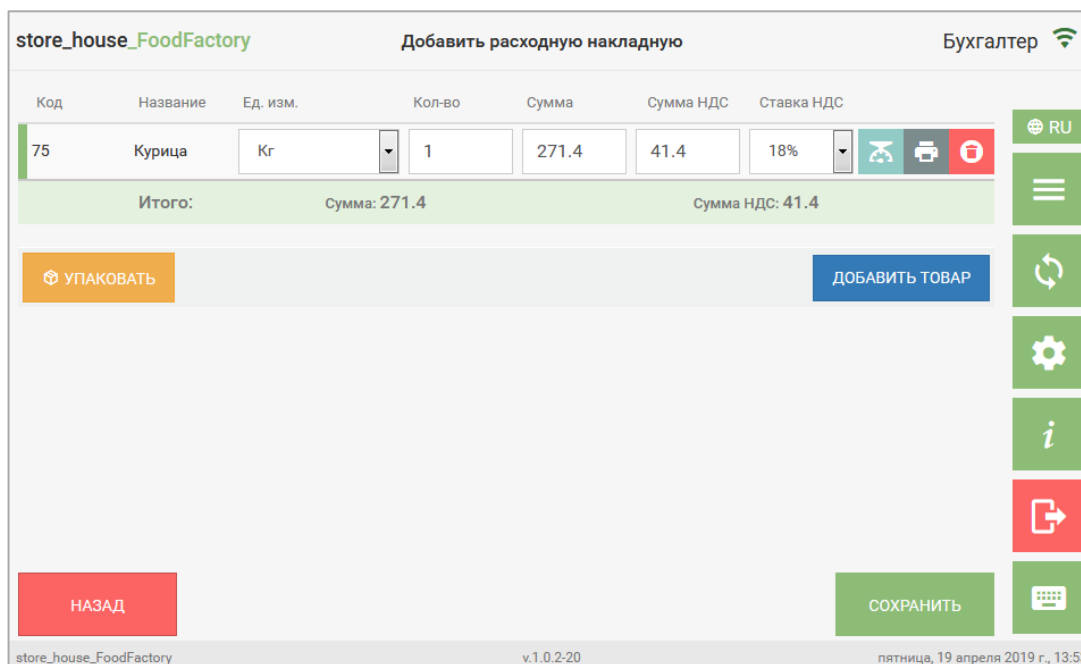 store_house_FoodFactory Добавить расходную накладную Бухгалтер
Код Название Ед. изм. Кол-во Сумма Сумма НДС Ставка НДС
RU
75 Курица Кг 1 271.4 41.4 18%
Итого: Сумма: 271.4 Сумма НДС: 41.4
УПАКОВАТЬ ДОБАВИТЬ ТОВАР
i
НАЗАД СОХРАНИТЬ
store_house_FoodFactory v.1.0.2-20 пятница, 19 апреля 2019 г., 13:5